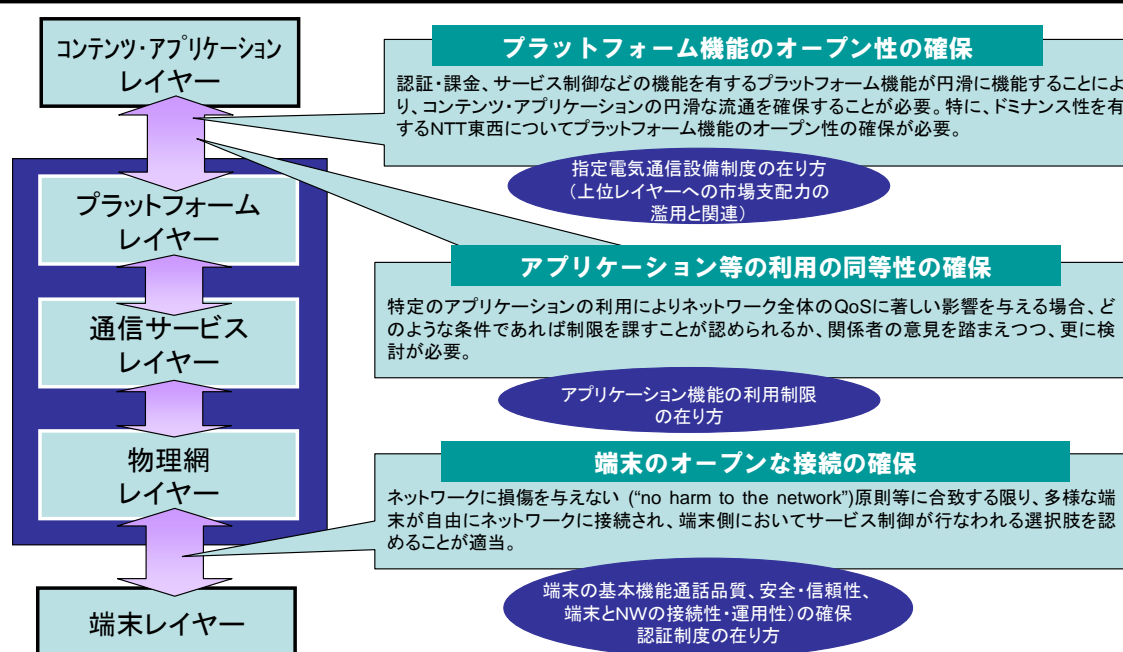 コンテンツ・アプリケーション
レイヤー
プラットフォーム
レイヤー
通信サービス
レイヤー
物理網
レイヤー
端末レイヤー
プラットフォーム機能のオープン性の確保
認証・課金、サービス制御などの機能を有するプラットフォーム機能が円滑に機能することによ
り、コンテンツ・アプリケーションの円滑な流通を確保することが必要。特に、ドミナンス性を有
するNTT東西についてプラットフォーム機能のオープン性の確保が必要。
指定電気通信設備制度の在り方
（上位レイヤーへの市場支配力の
濫用と関連）
アプリケーション等の利用の同等性の確保
特定のアプリケーションの利用によりネットワーク全体のQoSに著しい影響を与える場合、ど
のような条件であれば制限を課すことが認められるか、関係者の意見を踏まえつつ、更に検
討が必要。
アプリケーション機能の利用制限
の在り方
端末のオープンな接続の確保
ネットワークに損傷を与えない (“no harm to the network”)原則等に合致する限り、多様な端
末が自由にネットワークに接続され、端末側においてサービス制御が行なわれる選択肢を認
めることが適当。
端末の基本機能通話品質、安全・信頼性、
端末とNWの接続性・運用性）の確保
認証制度の在り方